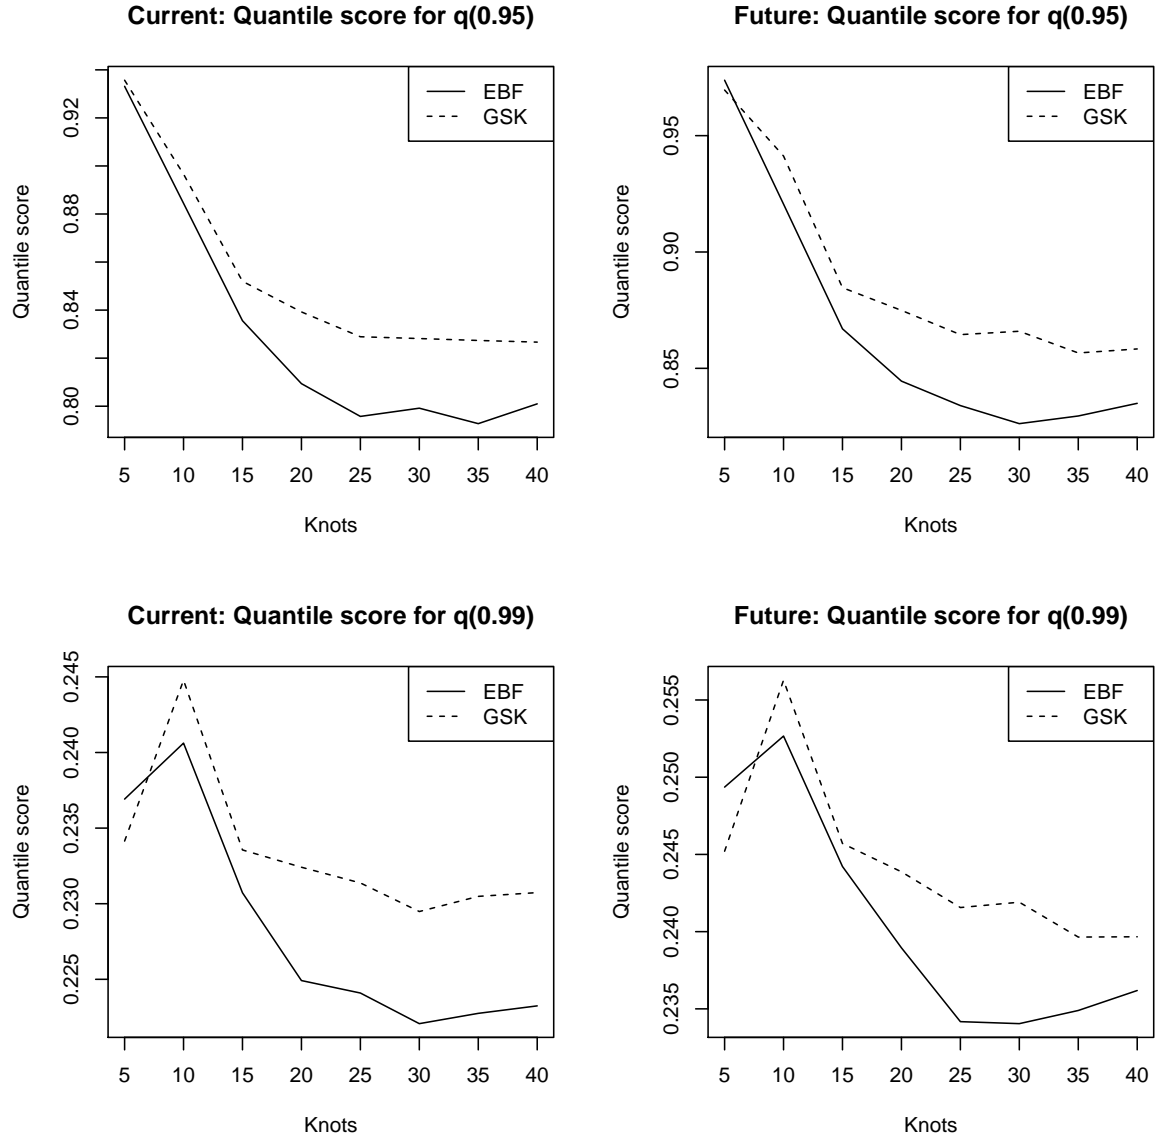 Current: Quantile score for q(0.95)
EBF
GSK
0.92
0.88
0.84
0.80
Quantile score
5 10 15 20 25 30 35 40
Knots
Future: Quantile score for q(0.95)
EBF
GSK
0.95
0.90
0.85
Quantile score
5 10 15 20 25 30 35 40
Knots
Current: Quantile score for q(0.99)
EBF
GSK
0.245
0.240
0.235
0.230
0.225
Quantile score
5 10 15 20 25 30 35 40
Knots
Future: Quantile score for q(0.99)
EBF
GSK
0.255
0.250
0.245
0.240
0.235
Quantile score
5 10 15 20 25 30 35 40
Knots